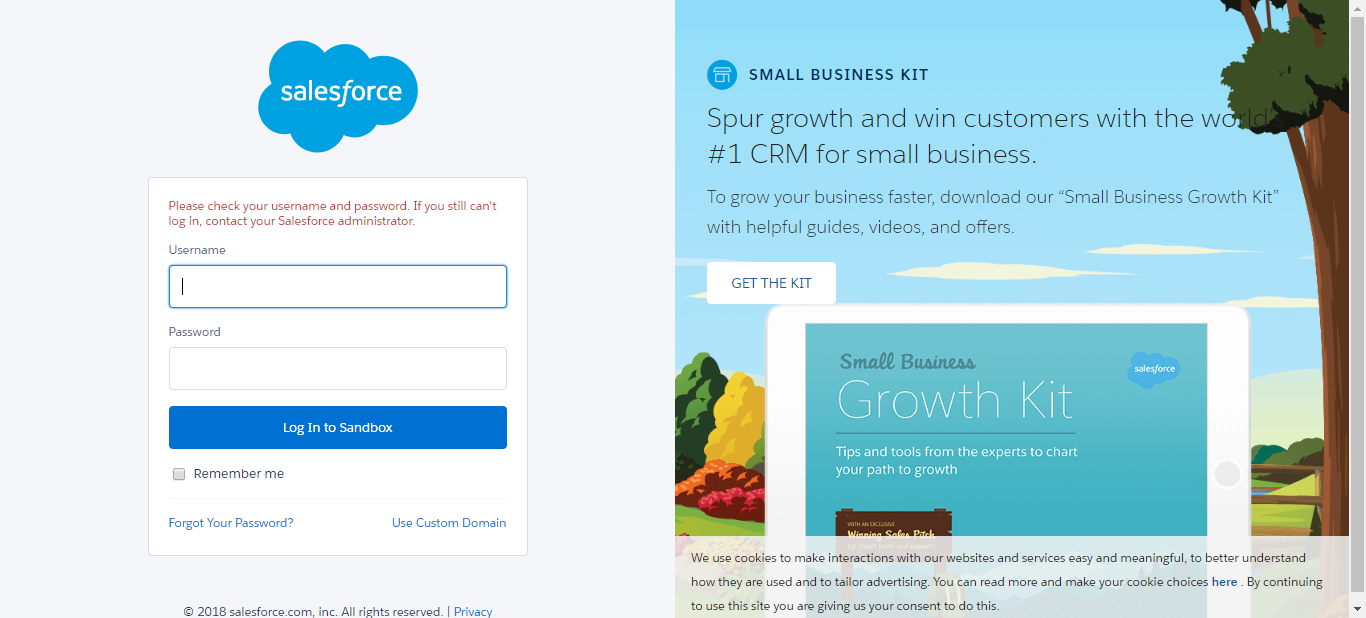 salesforce
Please check your username and password. If you still can't
log in, contact your Salesforce administrator.
Username
Password
Log In to Sandbox
Remember me
Forgot Your Password?
Use Custom Domain
© 2018 salesforce.com, inc. All rights reserved. | Privacy
SMALL BUSINESS KIT
Spur growth and win customers with the world's
#1 CRM for small business.
To grow your business faster, download our “Small Business Growth Kit”
with helpful guides, videos, and offers.
GET THE KIT
Small Business
salesforce
Growth Kit
Tips and tools from the experts to chart
your path to growth
WITH AN EXCLUSIVE
Winning Sales Pitch
We use cookies to make interactions with our websites and services easy and meaningful, to better understand
how they are used and to tailor advertising. You can read more and make your cookie choices here . By continuing
to use this site you are giving us your consent to do this.